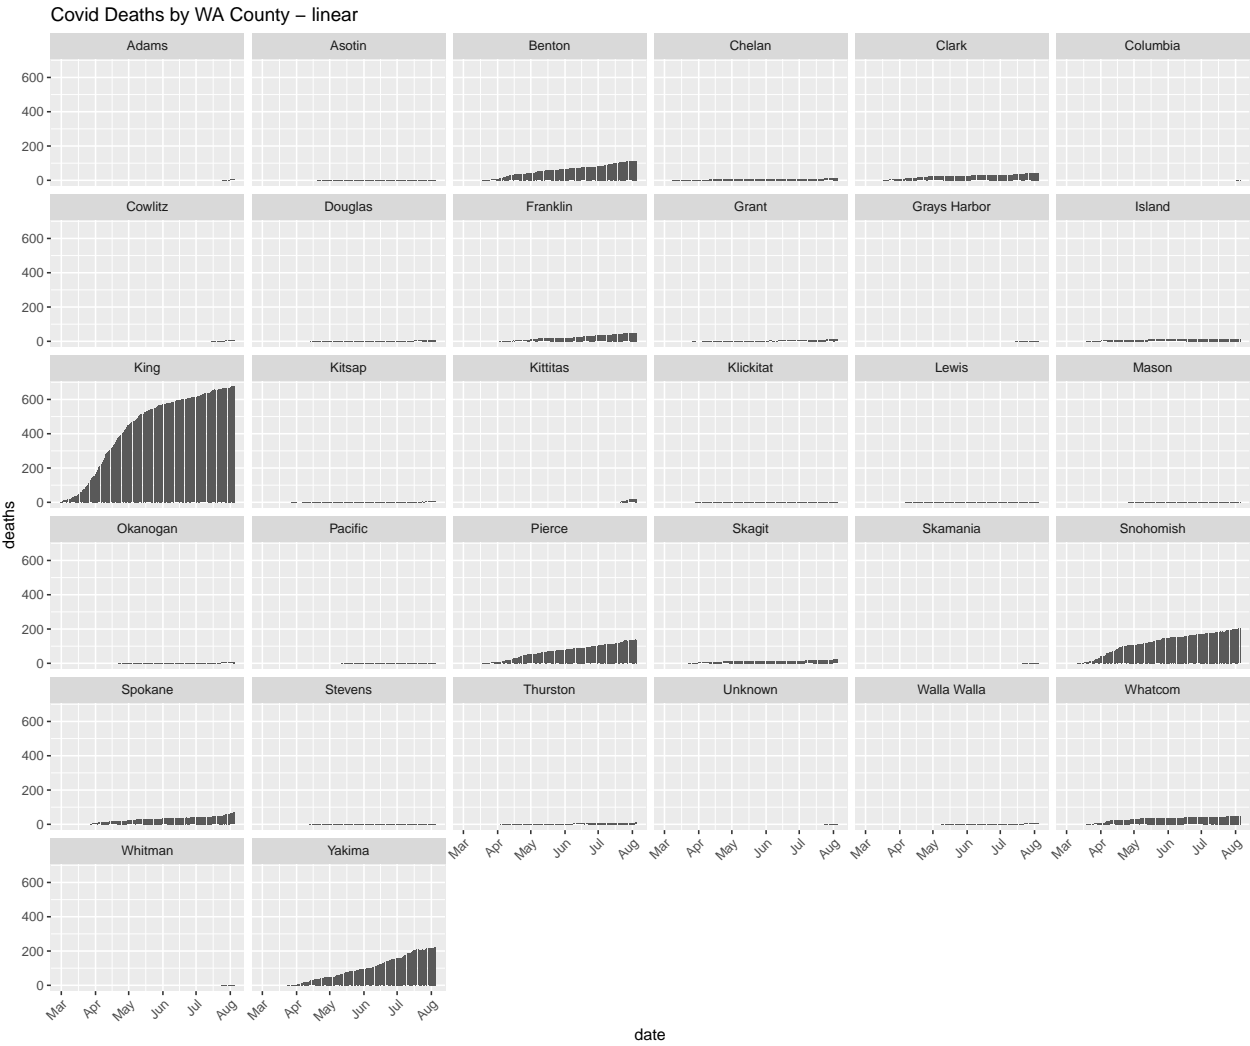 Covid Deaths by WA County – linear
Adams Asotin Benton Chelan Clark Columbia
600
400
200
0
Cowlitz Douglas Franklin Grant Grays Harbor Island
600
400
200
0
King Kitsap Kittitas Klickitat Lewis Mason
600
400
200
0
deaths
Okanogan Pacific Pierce Skagit Skamania Snohomish
600
400
200
0
Spokane Stevens Thurston Unknown Walla Walla Whatcom
600
400
200
0
Mar Apr May Jun Jul Aug Mar Apr May Jun Jul Aug Mar Apr May Jun Jul Aug Mar Apr May Jun Jul Aug
Whitman Yakima
600
400
200
0
Mar Apr May Jun Jul Aug Mar Apr May Jun Jul Aug
date